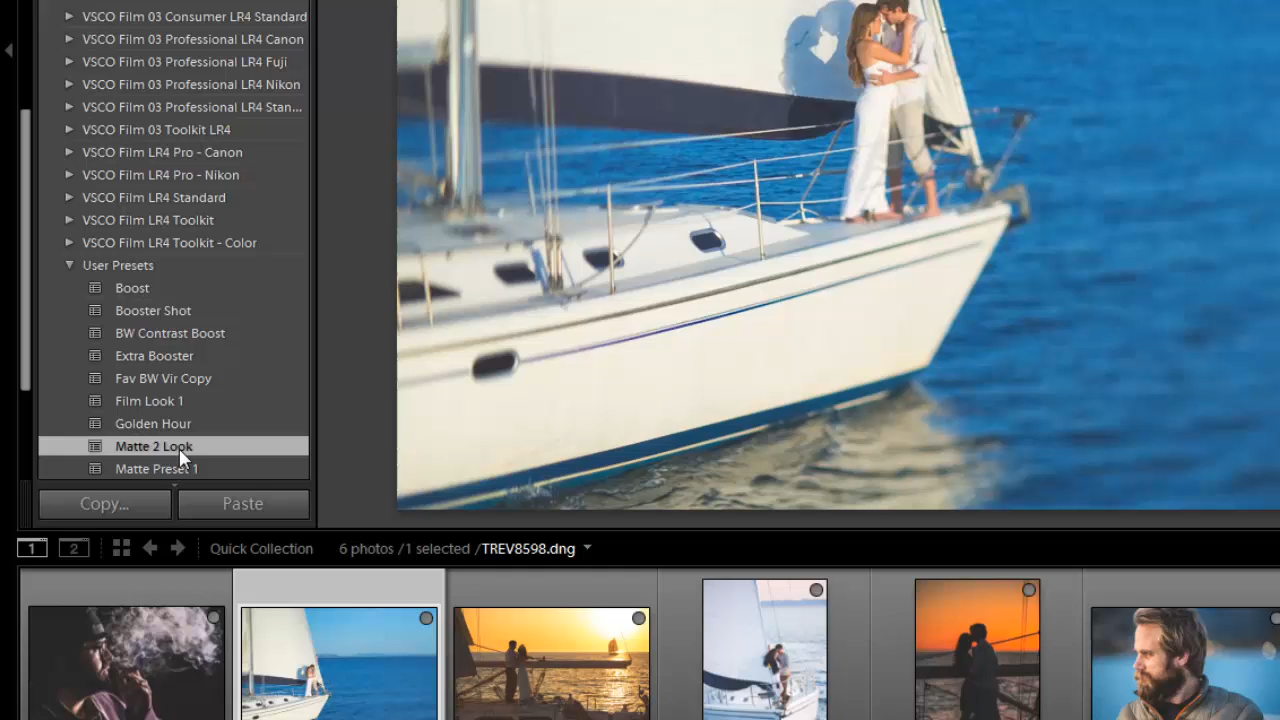 VSCO Film 03 Consumer LR4 Standard
VSCO Film 03 Professional LR4 Canon
VSCO Film 03 Professional LR4 Fuji
VSCO Film 03 Professional LR4 Nikon
VSCO Film 03 Professional LR4 Stan...
VSCO Film 03 Toolkit LR4
VSCO Film LR4 Pro - Canon
VSCO Film LR4 Pro - Nikon
VSCO Film LR4 Standard
VSCO Film LR4 Toolkit
VSCO Film LR4 Toolkit - Color
User Presets
Boost
Booster Shot
BW Contrast Boost
Extra Booster
Fav BW Vir Copy
Film Look 1
Golden Hour
Matte 2 Look
Matte Preset 1
Copy... Paste
1 2 Quick Collection 6 photos /1 selected /TREV8598.dng